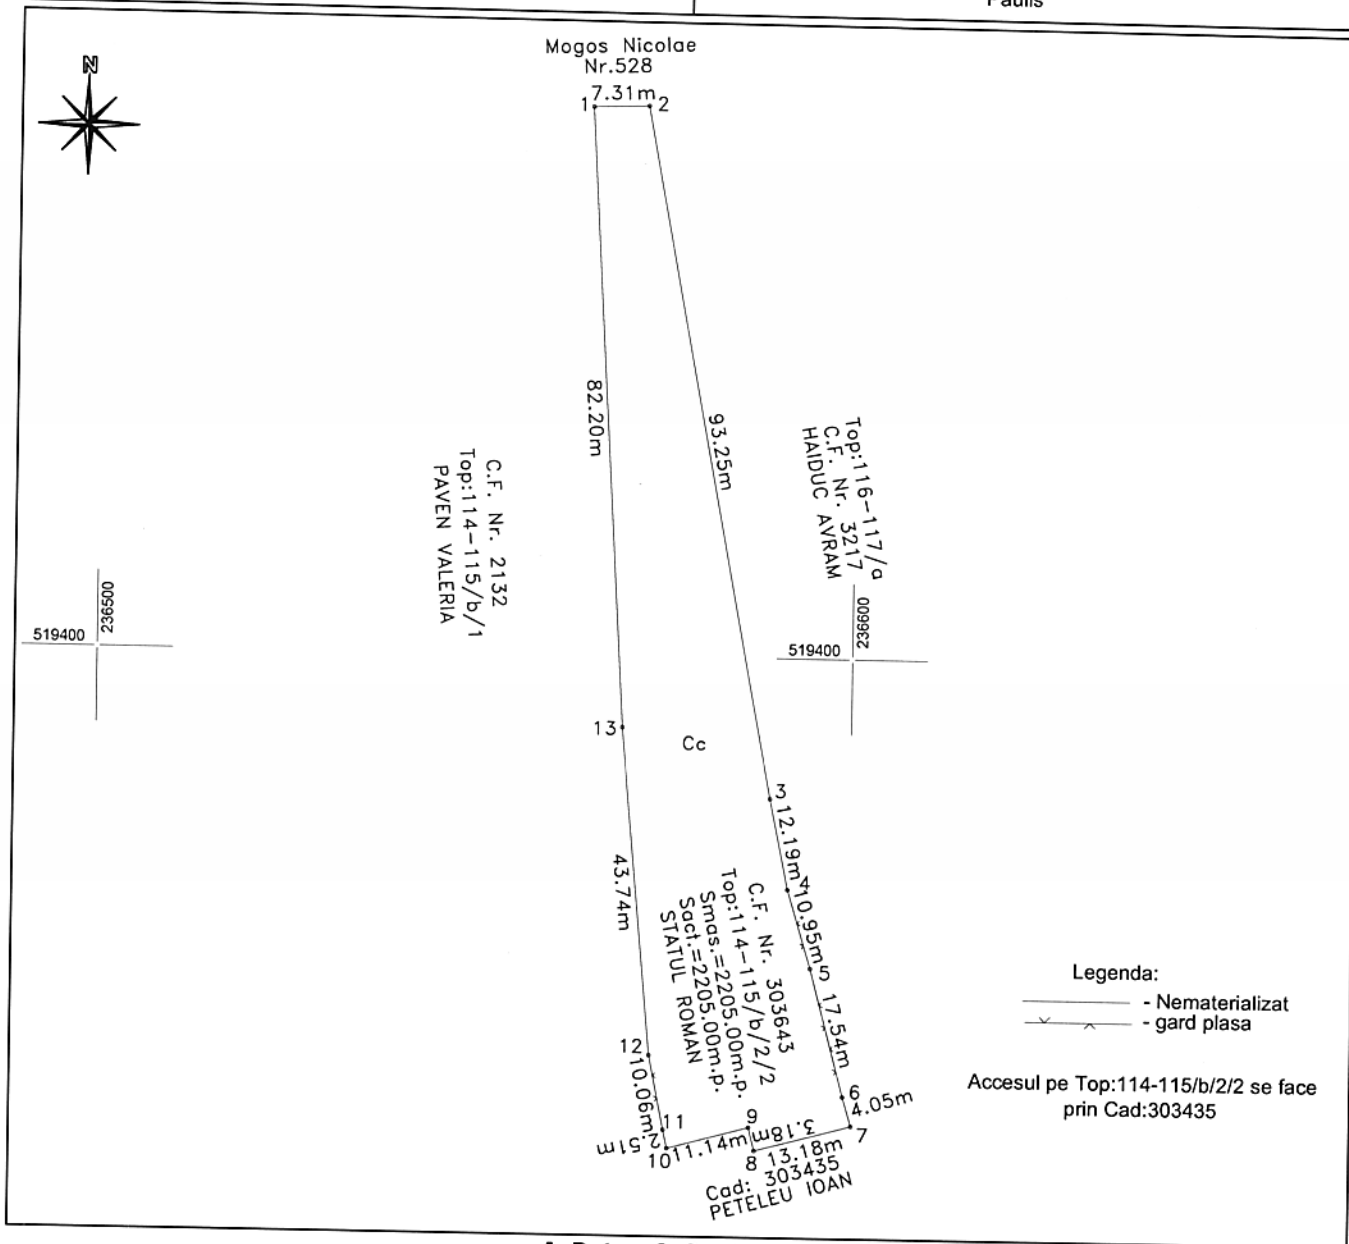 Mogos Nicolae
Nr.528
N
1
7.31m
2
82.20m
93.25m
Top:116-117/a
C.F. Nr. 3217
HAIDUC AVRAM
C.F. Nr. 2132
Top:114-115/b/1
PAVEN VALERIA
519400
236500
519400
236600
13
Cc
3
12.19m
4
10.95m
5
17.54m
43.74m
C.F. Nr. 303643
Top:114-115/b/2/2
Smas.=2205.00m.p.
Sact.=2205.00m.p.
STATUL ROMAN
12
10.06m
11
2.51m
10
11.14m
9
3.18m
8
13.18m
6
4.05m
7
Cad: 303435
PETELEU IOAN
Legenda:
- Nematerializat
- gard plasa
Accesul pe Top:114-115/b/2/2 se face
prin Cad:303435